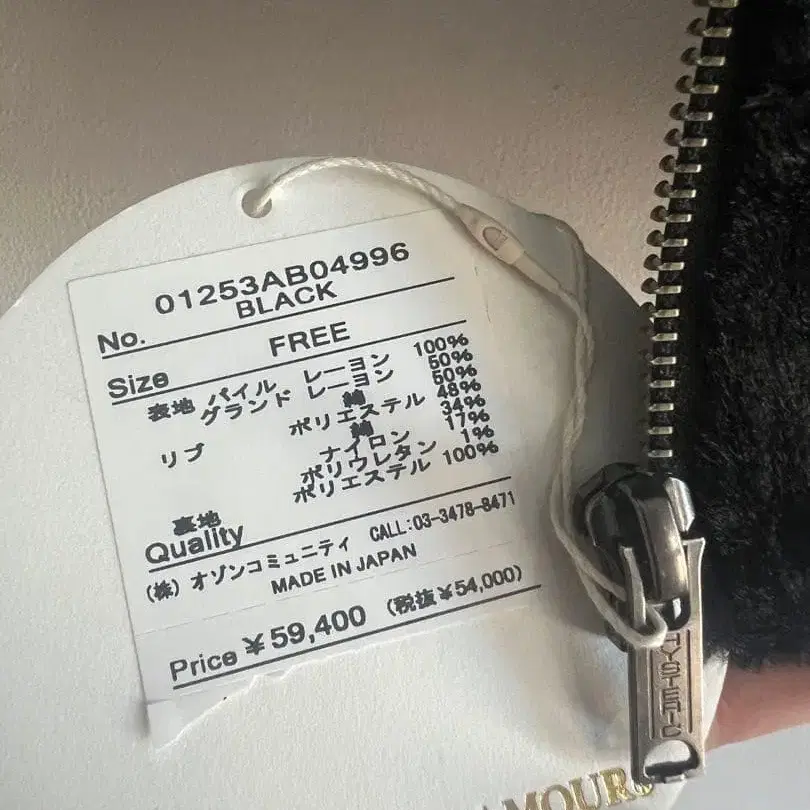 No. 01253AB04996
BLACK
Size FREE
表地 パイル レーヨン 100%
グランド レーヨン 50%
綿 50%
リブ ポリエステル 48%
綿 34%
ナイロン 17%
ポリウレタン 1%
裏地 ポリエステル 100%
Quality
(株) オゾンコミュニティ CALL:03-3478-8471
MADE IN JAPAN
Price ¥59,400 (税抜¥54,000)
HYSTERIC
AMOUR